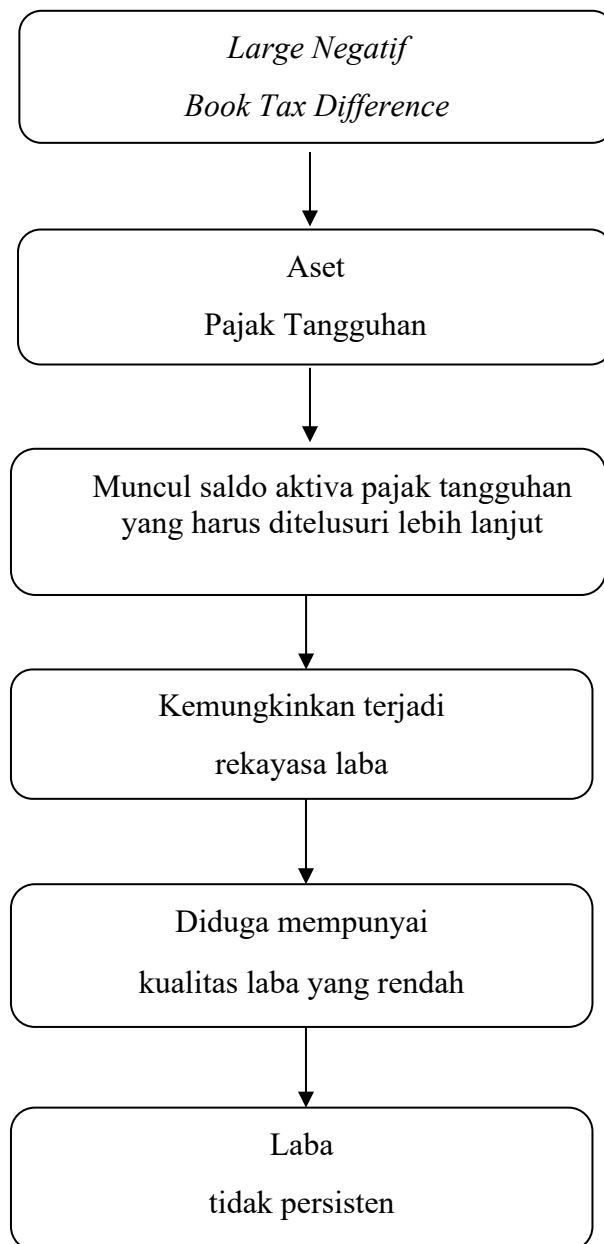 Large Negatif
Book Tax Difference
Aset
Pajak Tangguhan
Muncul saldo aktiva pajak tangguhan
yang harus ditelusuri lebih lanjut
Kemungkinkan terjadi
rekayasa laba
Diduga mempunyai
kualitas laba yang rendah
Laba
tidak persisten